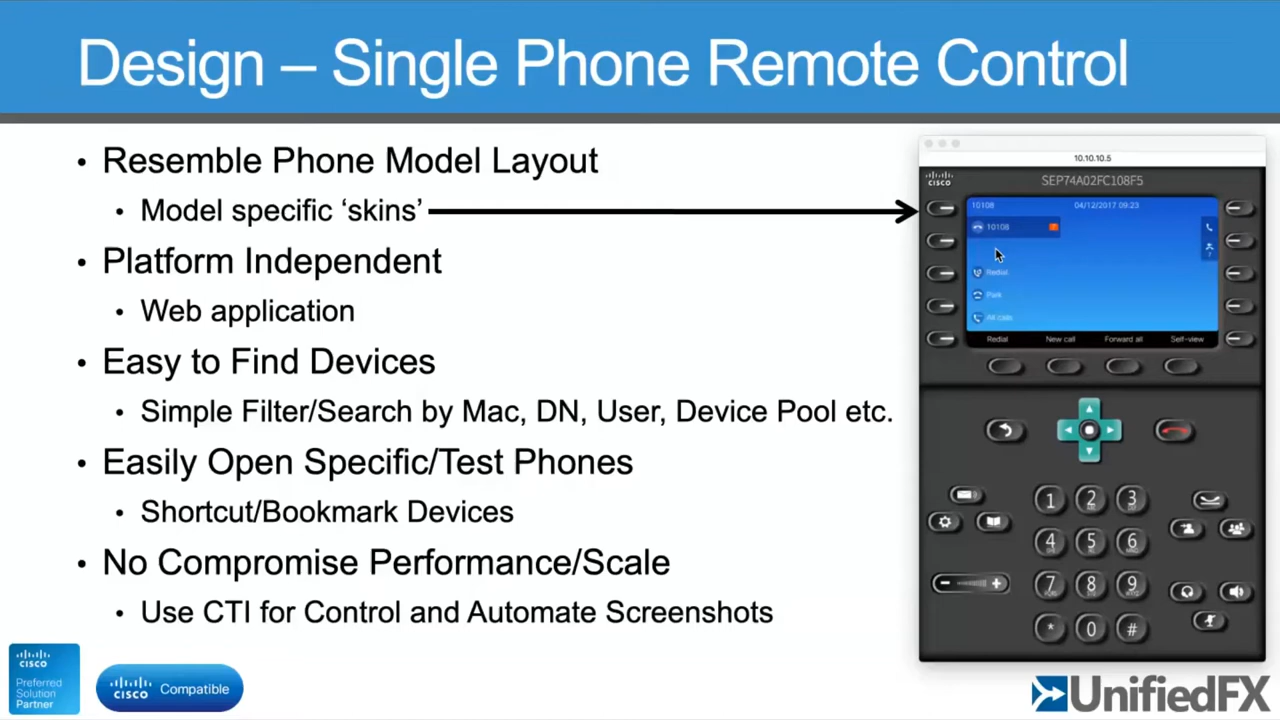 Design – Single Phone Remote Control
• Resemble Phone Model Layout
• Model specific ‘skins’
• Platform Independent
• Web application
• Easy to Find Devices
• Simple Filter/Search by Mac, DN, User, Device Pool etc.
• Easily Open Specific/Test Phones
• Shortcut/Bookmark Devices
• No Compromise Performance/Scale
• Use CTI for Control and Automate Screenshots
10.10.10.5
CISCO
SEP74A02FC108F5
10108
04/12/2017 09:23
10108
Redial
Park
All calls
Redial New call Forward all Self-view
1 2 3
4 5 6
7 8 9
* 0 #
- +
CISCO
Preferred
Solution
Partner
CISCO Compatible
UnifiedFX